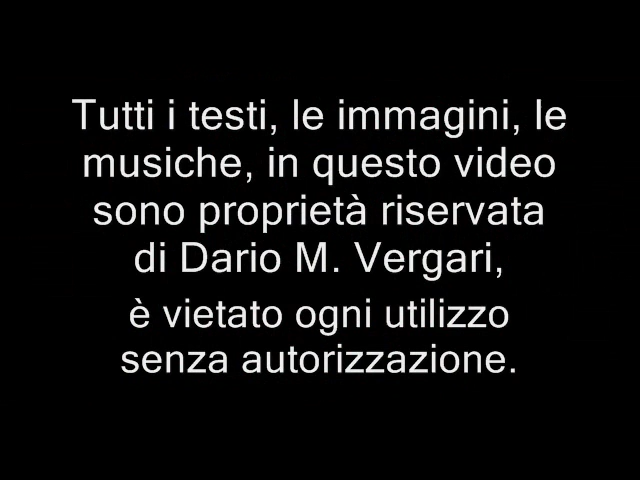 Tutti i testi, le immagini, le
musiche, in questo video
sono proprietà riservata
di Dario M. Vergari,
è vietato ogni utilizzo
senza autorizzazione.